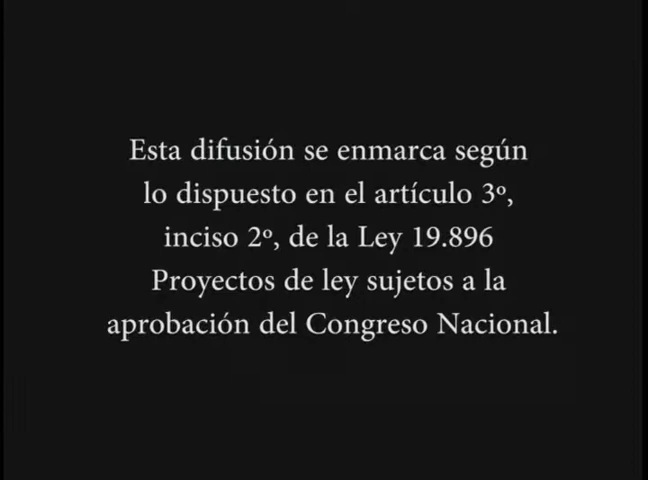 Esta difusión se enmarca según
lo dispuesto en el artículo 3º,
inciso 2º, de la Ley 19.896
Proyectos de ley sujetos a la
aprobación del Congreso Nacional.